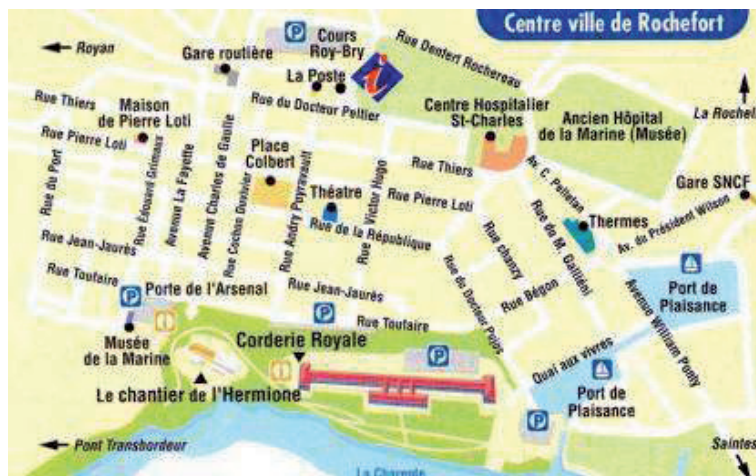 Centre ville de Rochefort
Royan
Gare routière
P
Cours
Roy-Bry
i
Rue Denfert Rochereau
La Poste
Rue Thiers
Maison
de Pierre Loti
Rue du Docteur Peltier
Centre Hospitalier
St-Charles
Ancien Hôpital
de la Marine (Musée)
La Rochell
Rue Pierre Loti
Place
Colbert
Rue Thiers
Av. C. Pelletan
Gare SNCF
Rue du Port
Rue Édouard Grimaux
Avenue La Fayette
Avenue Charles de Gaulle
Rue Cochon Duvivier
Rue Audry Puyravault
Théatre
Rue Victor Hugo
Rue Pierre Loti
Thermes
Av. du Président Wilson
Rue de la République
Rue Jean-Jaurès
Rue chanzy
Rue de M. Galliéni
Rue Toufaire
P
Porte de l'Arsenal
Rue Jean-Jaurès
Rue Bégon
Port de
Plaisance
Rue du Docteur Pujos
Avenue William Ponty
P
Rue Toufaire
Musée
de la Marine
Corderie Royale
P
Quai aux vivres
Le chantier de l'Hermione
Port de
Plaisance
P
Pont Transbordeur
Saintes
La Charente